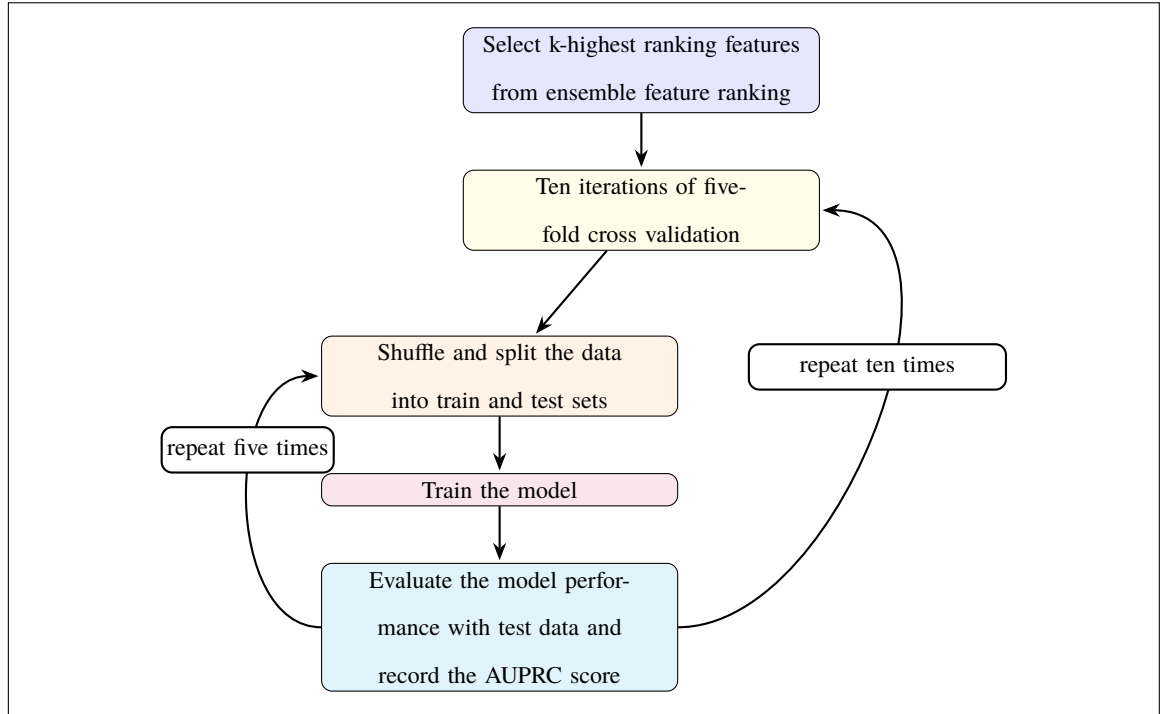 Select k-highest ranking features
from ensemble feature ranking
Ten iterations of five-
fold cross validation
Shuffle and split the data
into train and test sets
repeat ten times
repeat five times
Train the model
Evaluate the model perfor-
mance with test data and
record the AUPRC score